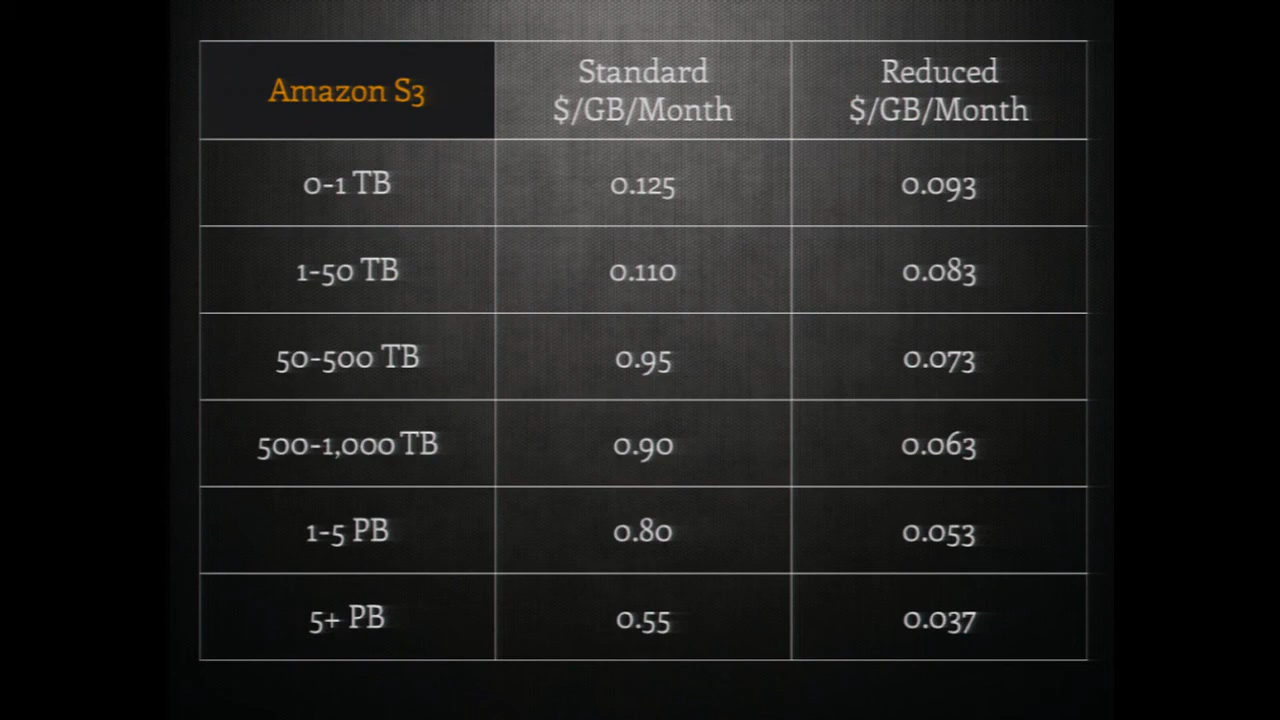 Amazon S3
Standard
$/GB/Month
Reduced
$/GB/Month
0-1 TB
0.125
0.093
1-50 TB
0.110
0.083
50-500 TB
0.95
0.073
500-1,000 TB
0.90
0.063
1-5 PB
0.80
0.053
5+ PB
0.55
0.037